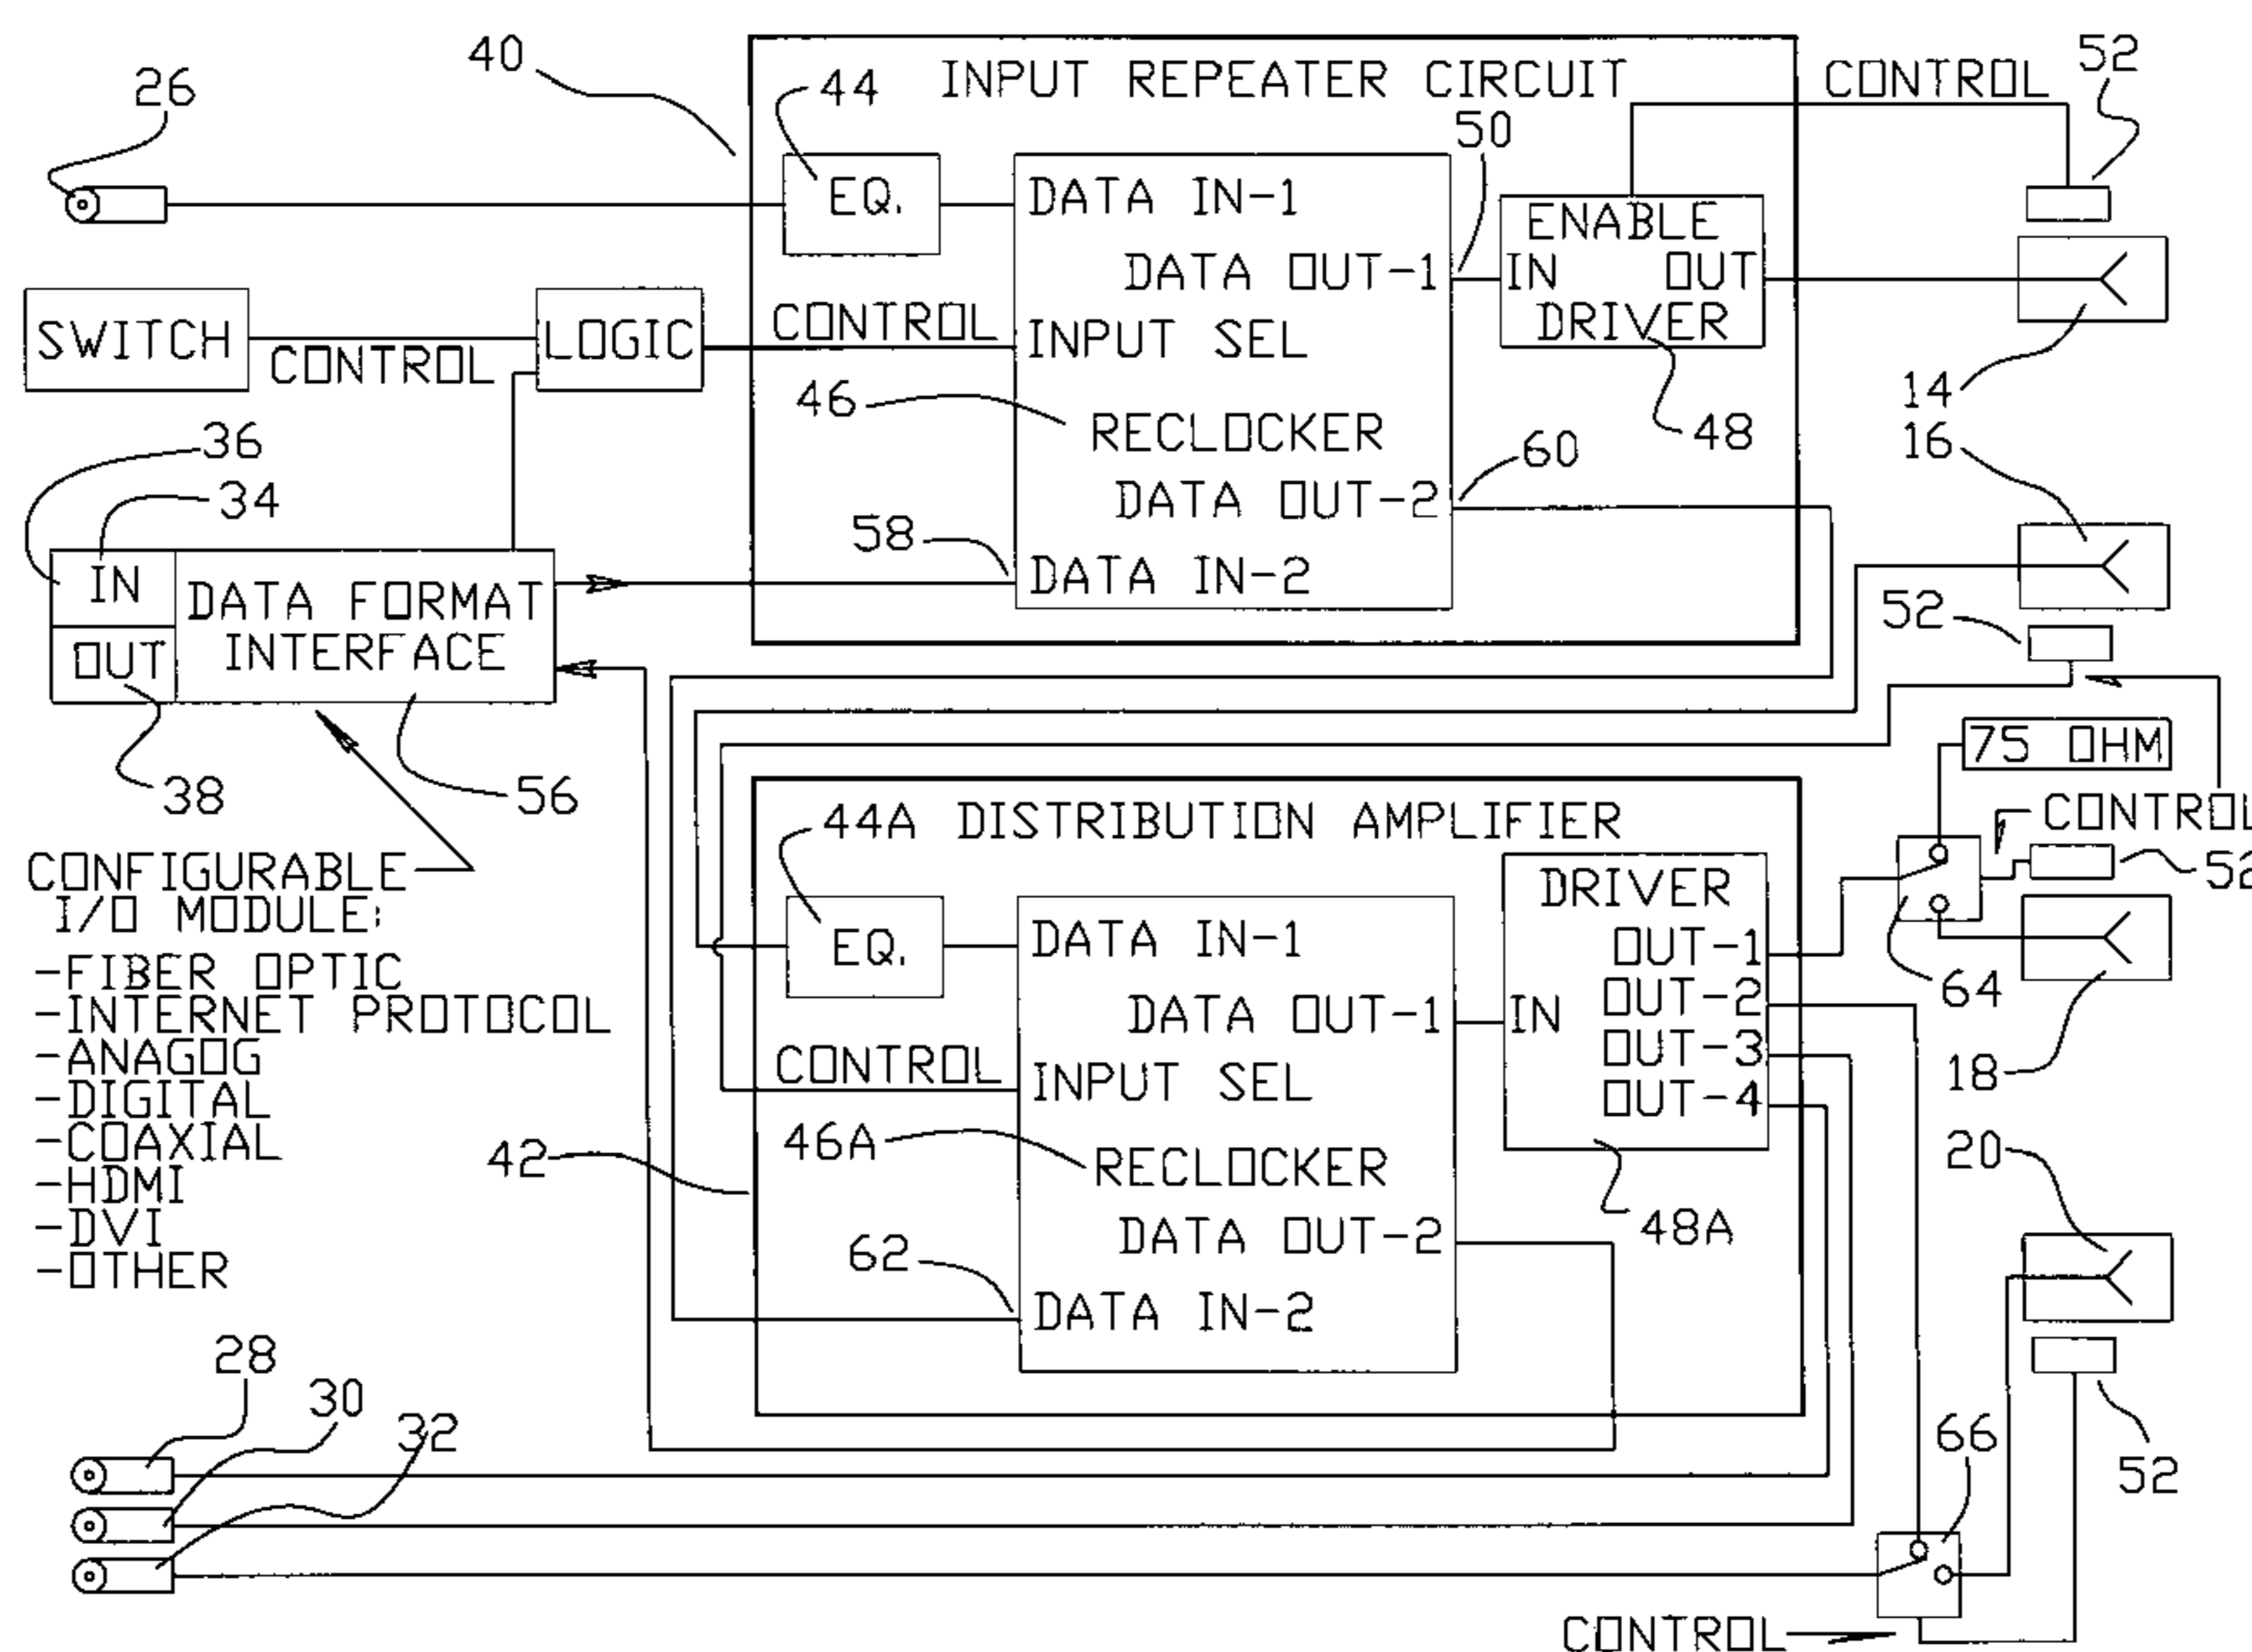 40
INPUT REPEATER CIRCUIT
CONTROL
52
26
44
50
EQ.
DATA IN-1
ENABLE
DATA OUT-1
IN
OUT
DRIVER
SWITCH
CONTROL
LOGIC
CONTROL
INPUT SEL
14
46
RECLOCKER
48
16
36
34
60
DATA OUT-2
58
DATA IN-2
IN
OUT
DATA FORMAT
INTERFACE
52
38
56
75 OHM
44A
DISTRIBUTION AMPLIFIER
CONTROL
52
CONFIGURABLE
I/O MODULE:
-FIBER OPTIC
-INTERNET PROTOCOL
-ANAGOG
-DIGITAL
-COAXIAL
-HDMI
-DVI
-OTHER
EQ.
DATA IN-1
DRIVER
OUT-1
OUT-2
OUT-3
OUT-4
DATA OUT-1
IN
64
18
CONTROL
INPUT SEL
46A
RECLOCKER
42
20
48A
DATA OUT-2
62
DATA IN-2
28
30
32
66
52
CONTROL